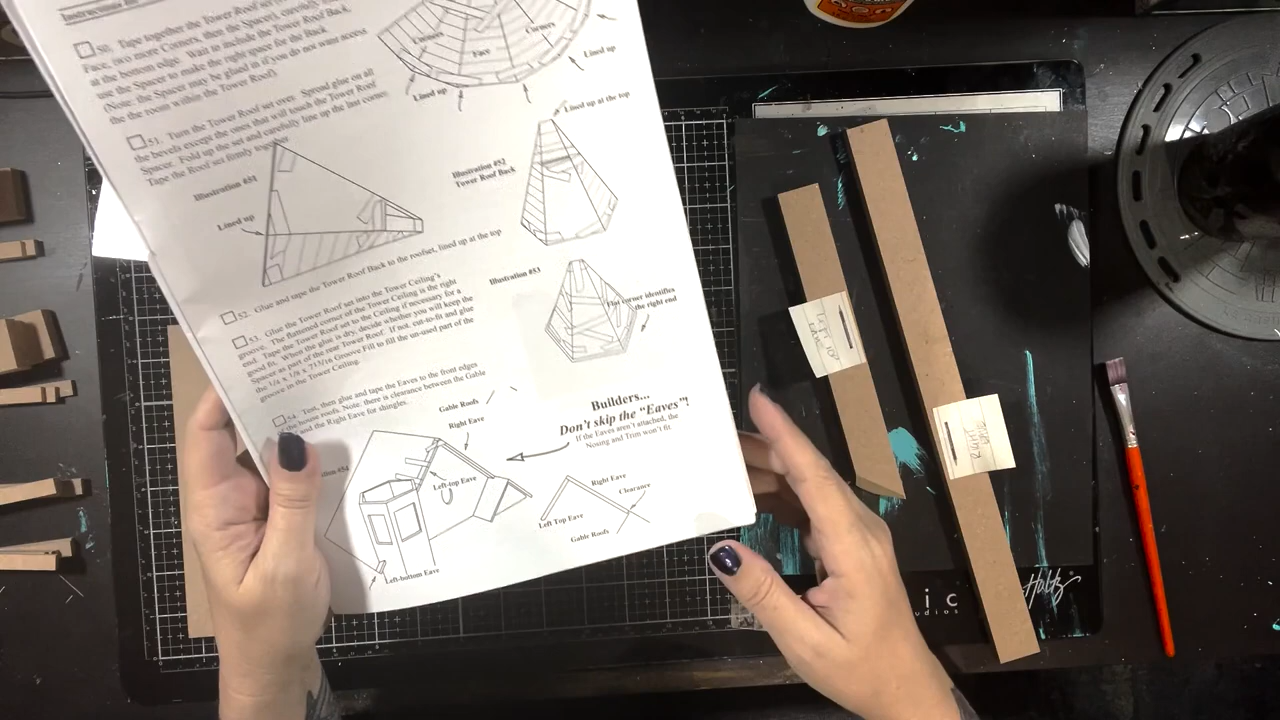 Instructions
50. Tape together the Tower Roof set
Face, two more Corners, then the Spacer), carefully
at the bottom edge. Wait to include the Tower Roof Back.
use the Spacer to make the right space for the Back.
(Note: the Spacer may be glued in if you do not want access
the the room within the Tower Roof).
Corners
Face
Corners
Lined up
Lined up
51. Turn the Tower Roof set over. Spread glue on all
the bevels except the ones that will touch the Tower Roof
Spacer. Fold up the set and carefully line up the last corner.
Tape the Roof set firmly
Illustration #51
Lined up
Lined up at the top
Illustration #52
Tower Roof Back
52. Glue and tape the Tower Roof Back to the roofset, lined up at the top
53. Glue the Tower Roof set into the Tower Ceiling's
groove. The flattened corner of the Tower Ceiling is the right
end. Tape the Tower Roof set to the Ceiling if necessary for a
good fit. When the glue is dry, decide whether you will keep the
Spacer as part of the rear Tower Roof. If not, cut-to-fit and glue
the 1/4 x 1/8 x 7 13/16 Groove Fill to fill the un-used part of the
groove in the Tower Ceiling.
Illustration #53
Flat corner identifies
the right end
54. Test, then glue and tape the Eaves to the front edges
of the house roofs. Note: there is clearance between the Gable
and the Right Eave for shingles.
Gable Roofs
Right Eave
Left-top Eave
Left-bottom Eave
Builders...
Don't skip the "Eaves"!
If the Eaves aren't attached, the
Nosing and Trim won't fit.
Right Eave
Clearance
Left Top Eave
Gable Roofs
RIGHT
Holtz
ic
udios